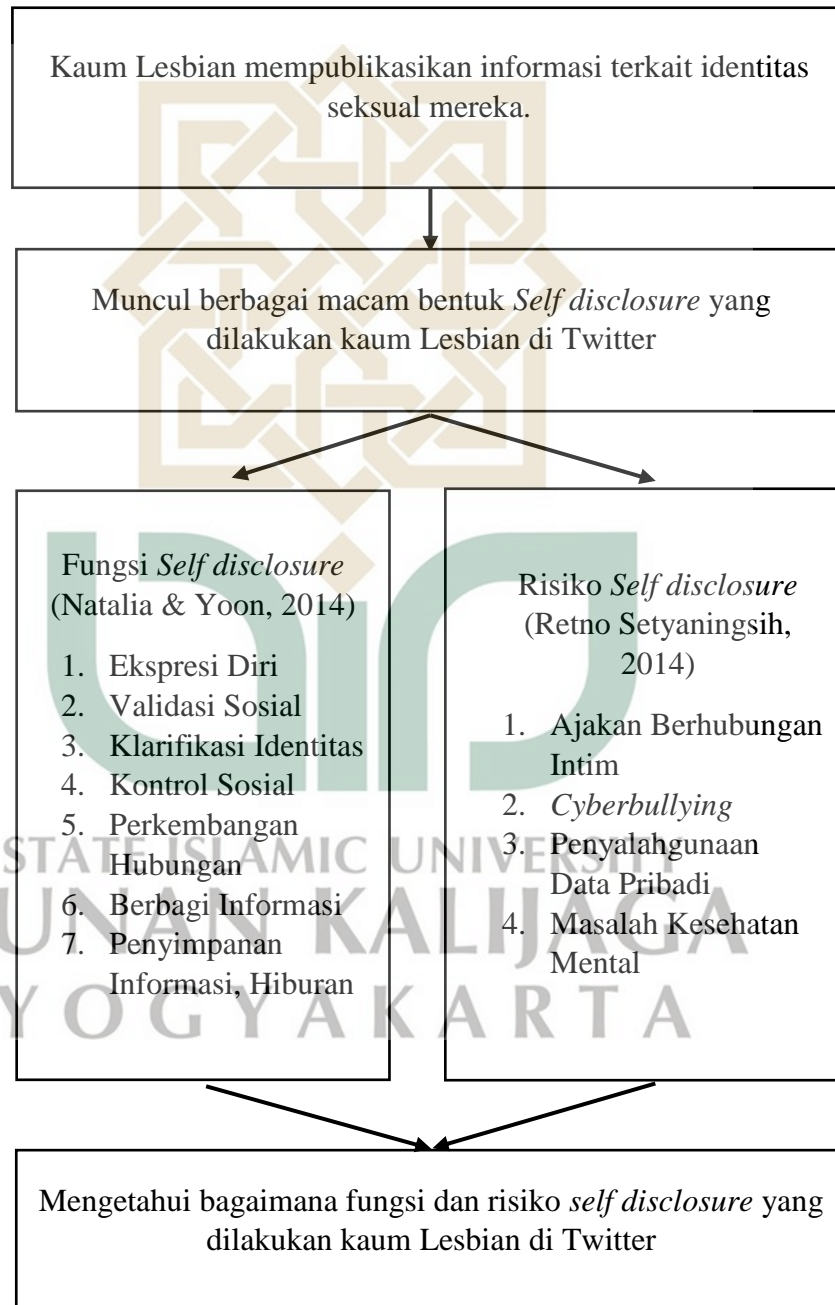 Kaum Lesbian mempublikasikan informasi terkait identitas
seksual mereka.
Muncul berbagai macam bentuk Self disclosure yang
dilakukan kaum Lesbian di Twitter
Fungsi Self disclosure
(Natalia & Yoon, 2014)
1. Ekspresi Diri
2. Validasi Sosial
3. Klarifikasi Identitas
4. Kontrol Sosial
5. Perkembangan
Hubungan
6. Berbagi Informasi
7. Penyimpanan
Informasi, Hiburan
Risiko Self disclosure
(Retno Setyaningsih,
2014)
1. Ajakan Berhubungan
Intim
2. Cyberbullying
3. Penyalahgunaan
Data Pribadi
4. Masalah Kesehatan
Mental
STATE ISLAMIC UNIVERSITY
UNAN KALIJAGA
YOGYAKARTA
Mengetahui bagaimana fungsi dan risiko self disclosure yang
dilakukan kaum Lesbian di Twitter